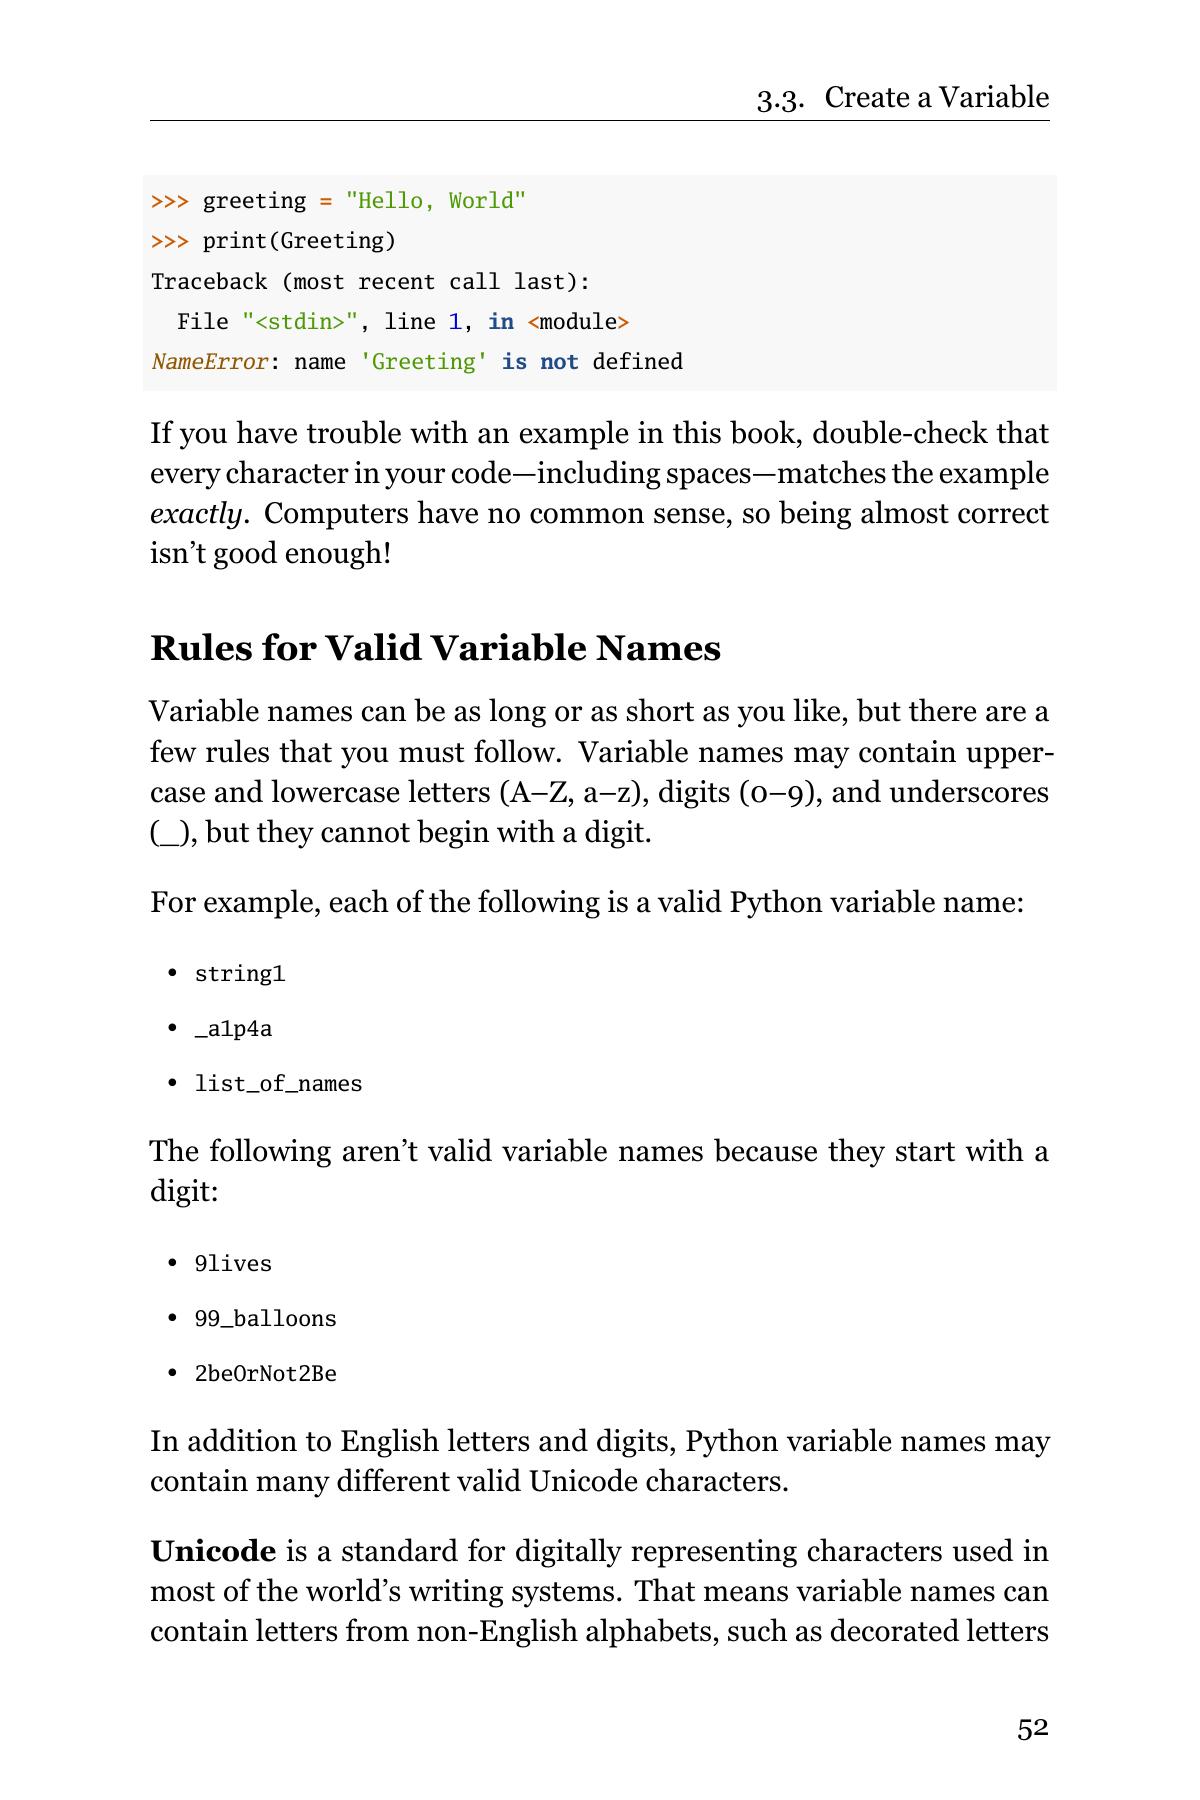 3.3. Create a Variable
>>> greeting = "Hello, World"
>>> print(Greeting)
Traceback (most recent call last):
  File "<stdin>", line 1, in <module>
NameError: name 'Greeting' is not defined
If you have trouble with an example in this book, double-check that
every character in your code—including spaces—matches the example
exactly. Computers have no common sense, so being almost correct
isn’t good enough!
Rules for Valid Variable Names
Variable names can be as long or as short as you like, but there are a
few rules that you must follow. Variable names may contain upper-
case and lowercase letters (A–Z, a–z), digits (0–9), and underscores
(_), but they cannot begin with a digit.
For example, each of the following is a valid Python variable name:
• string1
• _a1p4a
• list_of_names
The following aren’t valid variable names because they start with a
digit:
• 9lives
• 99_balloons
• 2beOrNot2Be
In addition to English letters and digits, Python variable names may
contain many different valid Unicode characters.
Unicode is a standard for digitally representing characters used in
most of the world’s writing systems. That means variable names can
contain letters from non-English alphabets, such as decorated letters
52